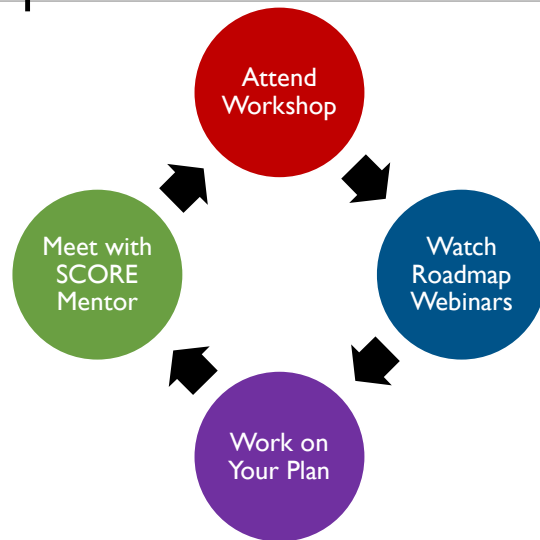 Attend
Workshop
Watch
Roadmap
Webinars
Work on
Your Plan
Meet with
SCORE
Mentor